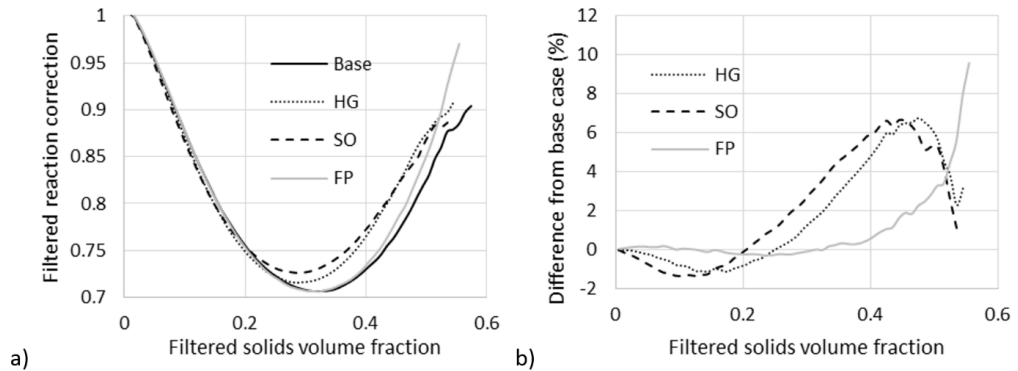 1
0.95
0.9
0.85
0.8
0.75
0.7
Filtered reaction correction
Base
HG
SO
FP
0
0.2
0.4
0.6
Filtered solids volume fraction
a)
12
10
8
6
4
2
0
-2
Difference from base case (%)
HG
SO
FP
0
0.2
0.4
0.6
Filtered solids volume fraction
b)